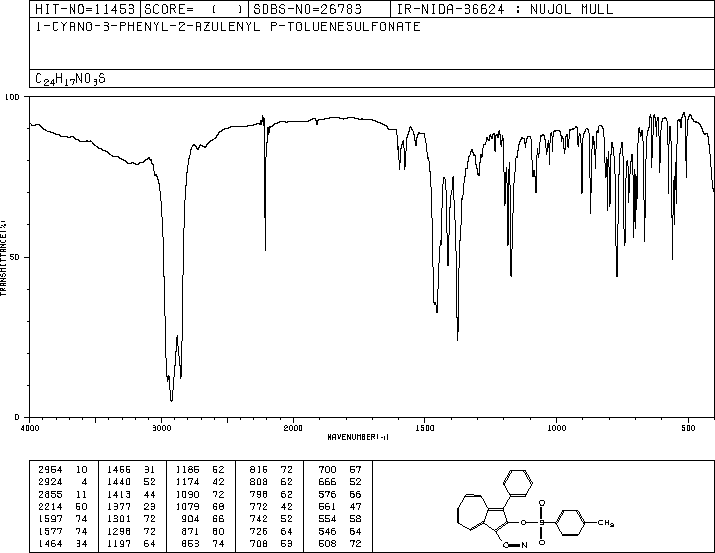 HIT-NO=11453 SCORE= ( ) SDBS-NO=26783 IR-NIDA-36624 : NUJOL MULL
1-CYANO-3-PHENYL-2-AZULENYL P-TOLUENESULFONATE
C24H17NO3S
100
50
0
TRANSMITTANCE(%)
4000 3000 2000 1500 1000 500
WAVENUMBER(-1)
2954 10 1455 31 1186 52 816 72 700 57
2924 4 1440 52 1174 42 808 62 666 52
2855 11 1413 44 1090 72 798 62 576 66
2214 50 1377 23 1079 68 772 42 561 47
1597 74 1301 72 904 66 742 52 554 58
1577 74 1298 72 871 60 725 64 546 64
1464 34 1197 64 853 74 708 53 508 72
O
O S CH3
O
C N